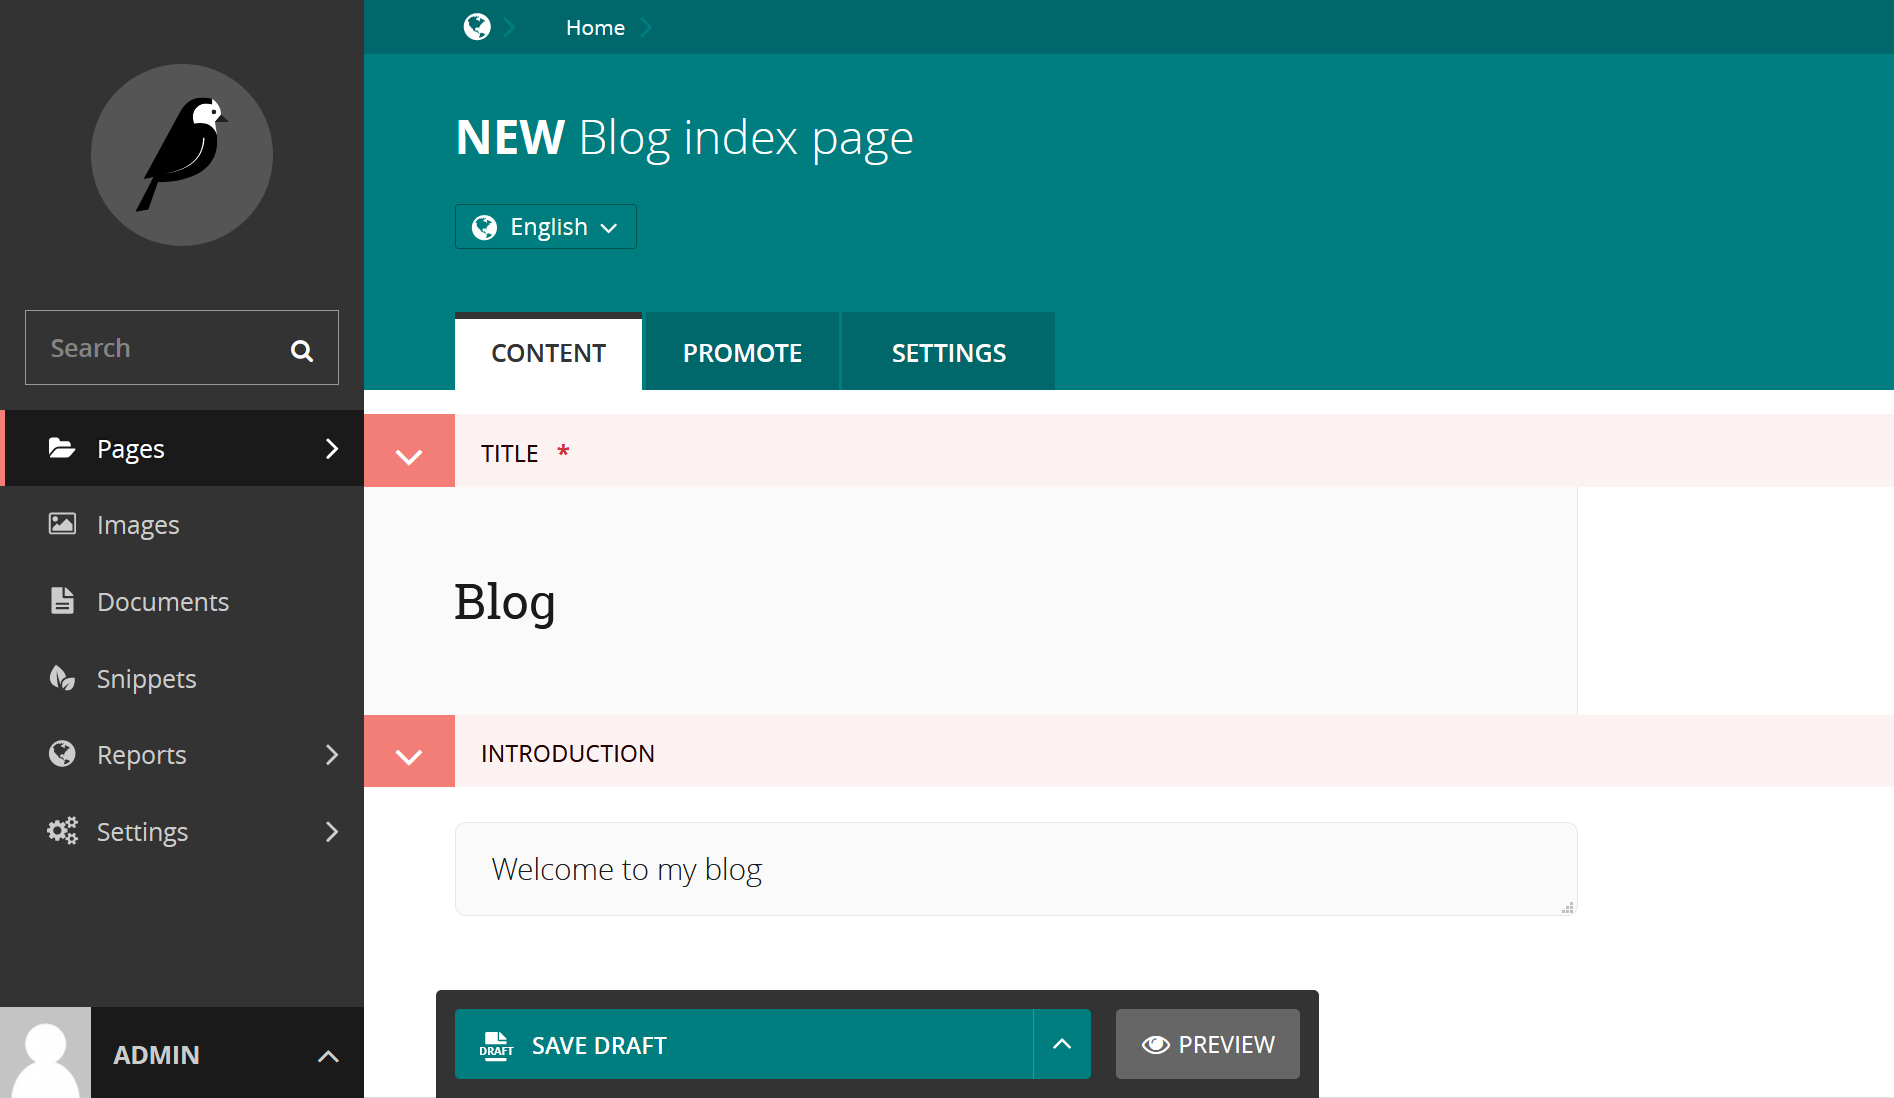 Home
NEW Blog index page
English
Search
CONTENT
PROMOTE
SETTINGS
Pages
TITLE *
Images
Documents
Blog
Snippets
Reports
INTRODUCTION
Settings
Welcome to my blog
ADMIN
DRAFT SAVE DRAFT
PREVIEW